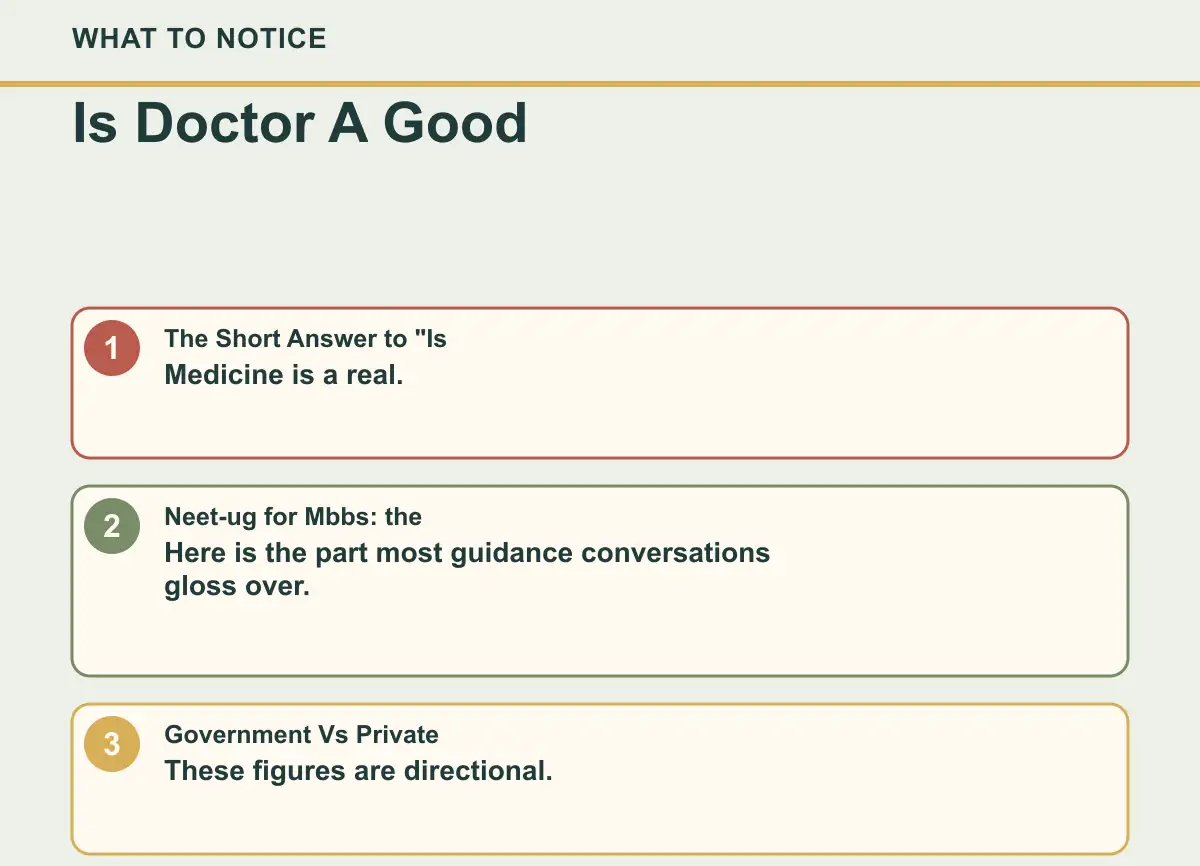 WHAT TO NOTICE
Is Doctor A Good
1
The Short Answer to "Is
Medicine is a real.
2
Neet-ug for Mbbs: the
Here is the part most guidance conversations
gloss over.
3
Government Vs Private
These figures are directional.